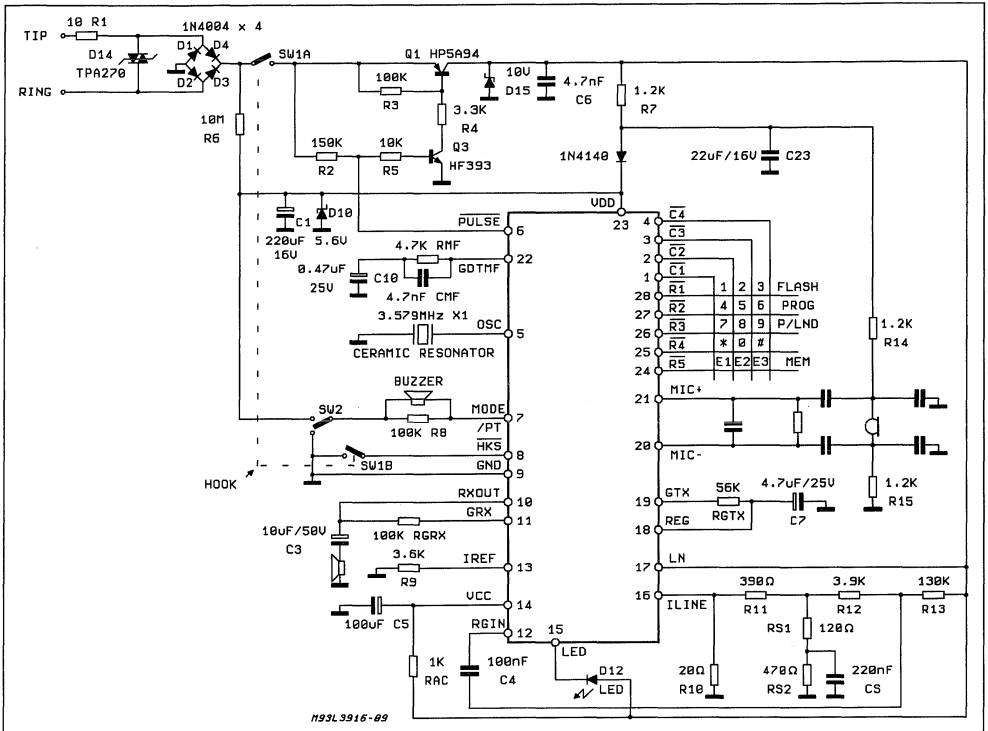 10 R1
1N4004 x 4
TIP
D1
D4
D14
TPA270
D2
D3
RING
SW1A
Q1 HPSA94
100K
R3
10V
D15
4.7nF
C6
1.2K
R7
3.3K
R4
10M
R6
150K
R2
10K
R5
Q3
HF393
1N4140
22uF/16V
C23
C1
220uF
16V
D10
5.6V
VDD
23
PULSE
6
4.7K RMF
22
GDTMF
0.47uF
25V
C10
4.7nF CMF
3.579MHz X1
OSC
5
CERAMIC RESONATOR
4
C4
3
C3
2
C2
1
C1
28
R1
1 2 3 FLASH
27
R2
4 5 6 PROG
26
R3
7 8 9 P/LND
25
R4
* 0 #
24
R5
E1 E2 E3 MEM
1.2K
R14
BUZZER
SW2
100K R8
MODE
7
/PT
HKS
8
SW1B
GND
9
HOOK
21
MIC+
20
MIC-
1.2K
R15
RXOUT
10
GRX
11
10uF/50V
C3
100K RGRX
3.6K
R9
IREF
13
19
GTX
56K
RGTX
4.7uF/25V
C7
18
REG
17
LN
VCC
14
100uF C5
RGIN
12
16
ILINE
390Ω
R11
3.9K
R12
130K
R13
RS1
120Ω
15
LED
1K
RAC
100nF
C4
D12
LED
20Ω
R10
470Ω
RS2
220nF
CS
M93L3916-09